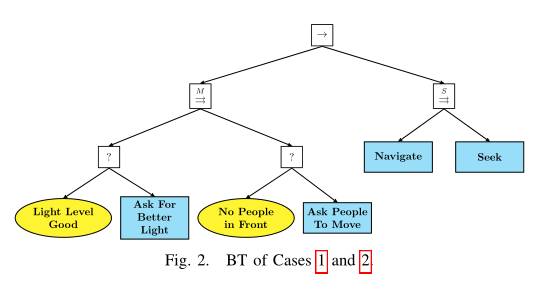 →
M
⇉
S
⇉
?
?
Navigate
Seek
Light Level
Good
Ask For
Better
Light
No People
in Front
Ask People
To Move
Fig. 2. BT of Cases 1 and 2.